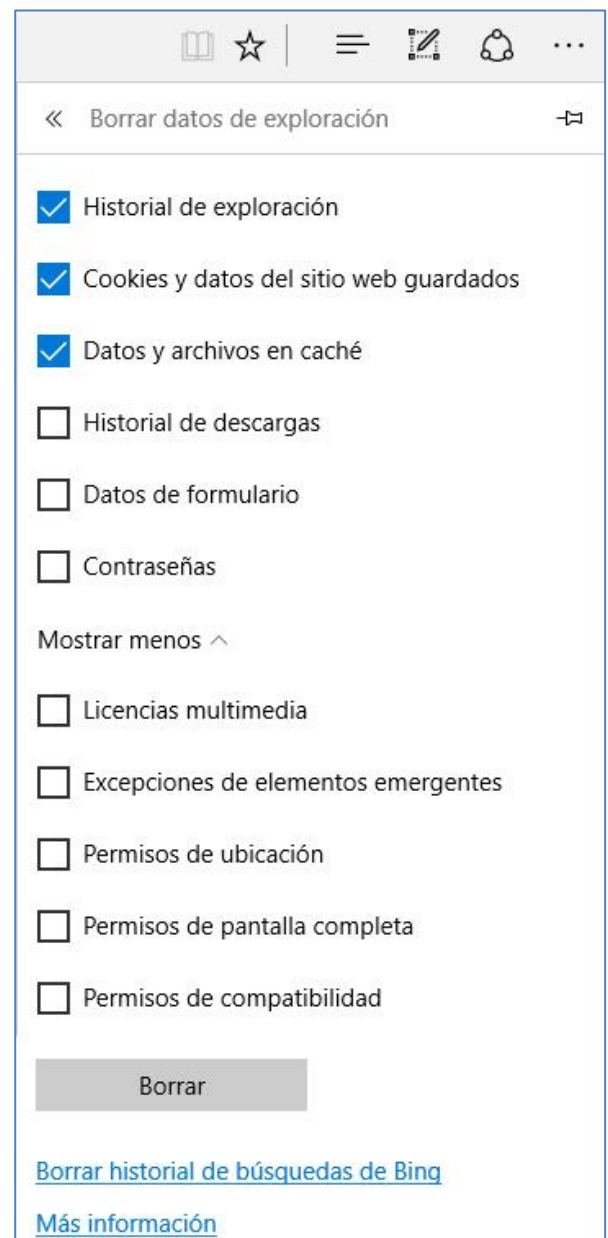 Borrar datos de exploración
Historial de exploración
Cookies y datos del sitio web guardados
Datos y archivos en caché
Historial de descargas
Datos de formulario
Contraseñas
Mostrar menos
Licencias multimedia
Excepciones de elementos emergentes
Permisos de ubicación
Permisos de pantalla completa
Permisos de compatibilidad
Borrar
Borrar historial de búsquedas de Bing
Más información